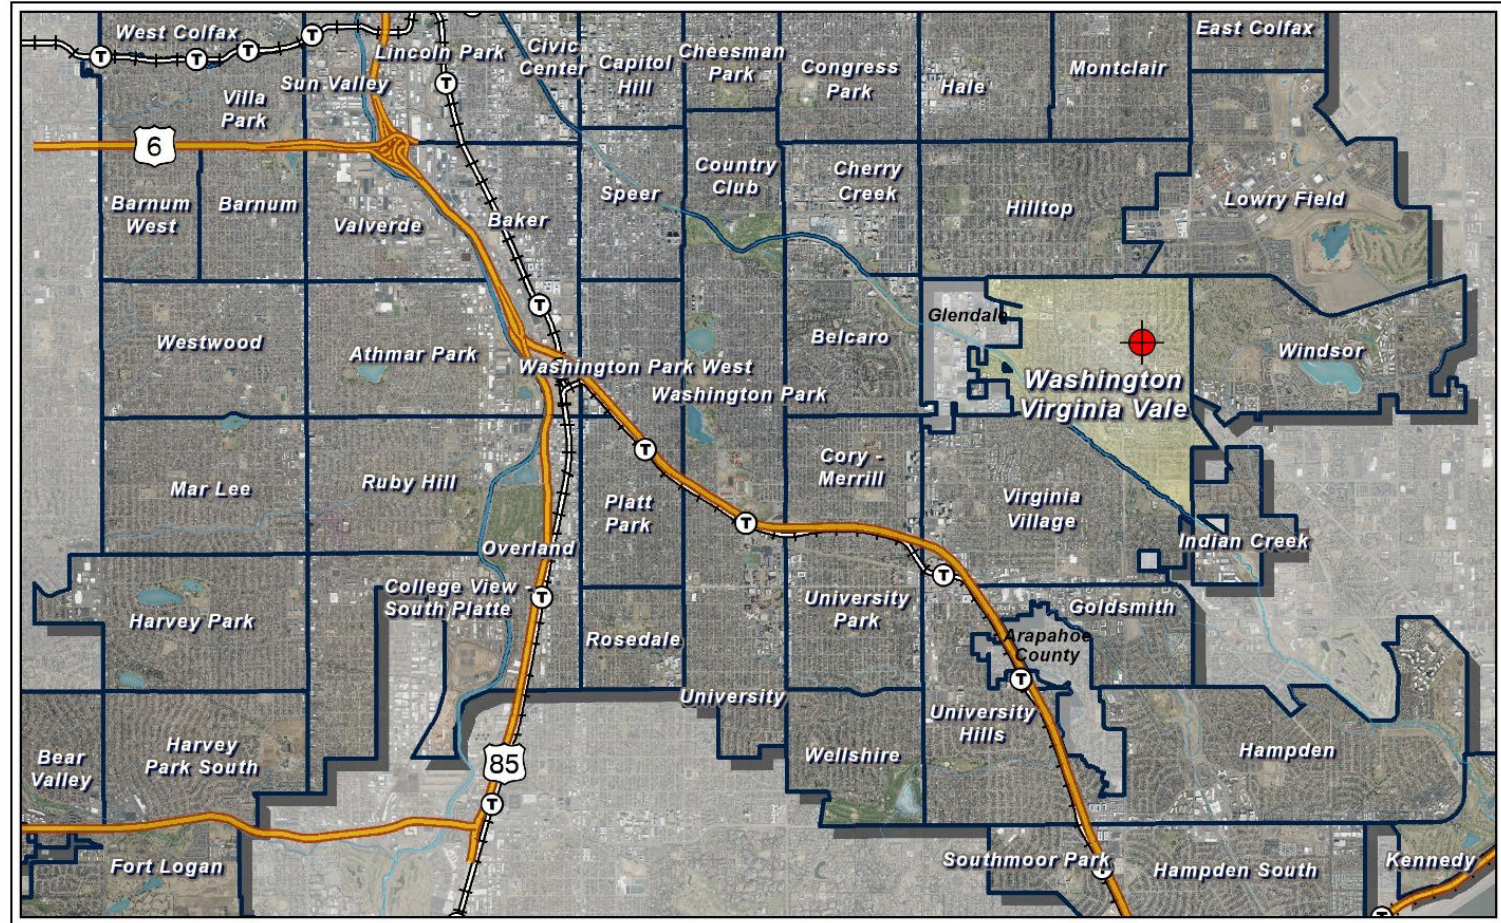 West Colfax
Lincoln Park
Civic
Center
Capitol
Hill
Cheesman
Park
Congress
Park
Hale
Montclair
East Colfax
Sun Valley
Villa
Park
6
Barnum
West
Barnum
Valverde
Baker
Speer
Country
Club
Cherry
Creek
Hilltop
Lowry Field
Westwood
Athmar Park
Washington Park West
Washington Park
Belcaro
Glendale
Washington
Virginia Vale
Windsor
Mar Lee
Ruby Hill
Platt
Park
Cory -
Merrill
Virginia
Village
Indian Creek
Overland
College View -
South Platte
Harvey Park
Rosedale
University
Park
Goldsmith
Arapahoe
County
University
University
Hills
Bear
Valley
Harvey
Park South
85
Wellshire
Hampden
Fort Logan
Southmoor Park
Hampden South
Kennedy
T
T
T
T
T
T
T
T
T
T
T
T
T